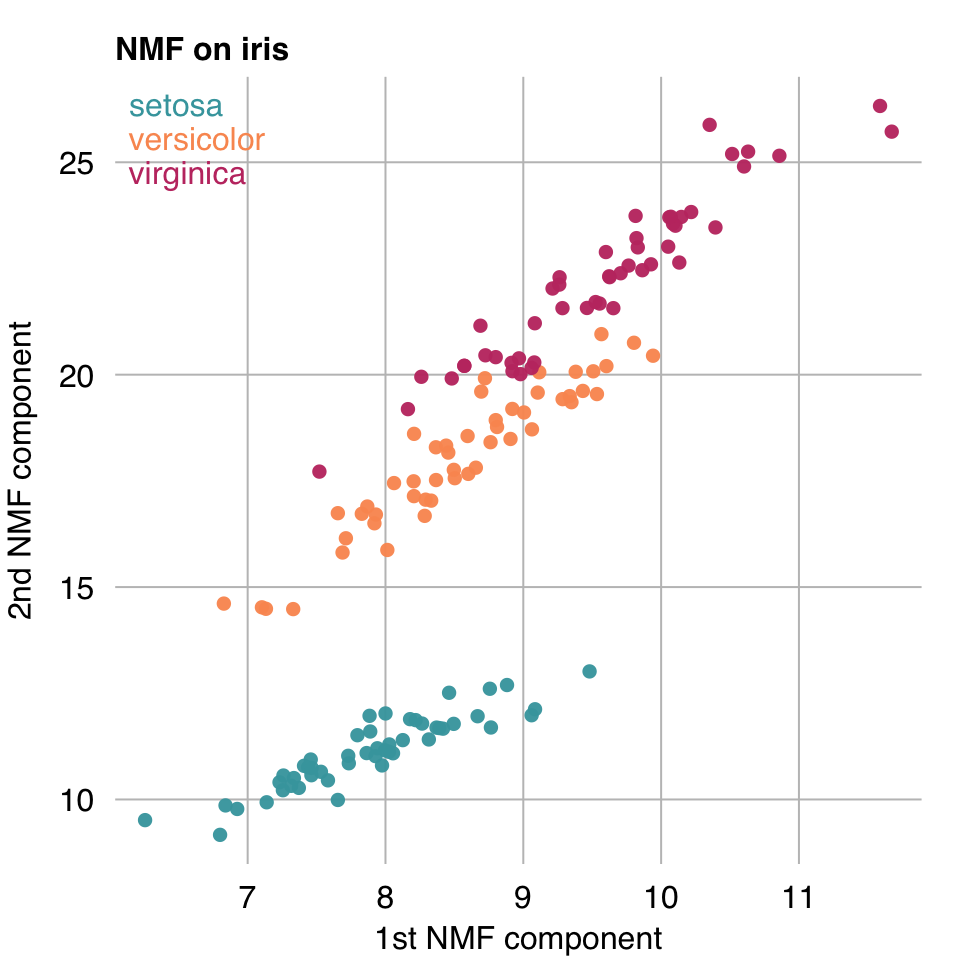 NMF on iris
setosa
versicolor
virginica
25
20
15
10
2nd NMF component
7 8 9 10 11
1st NMF component